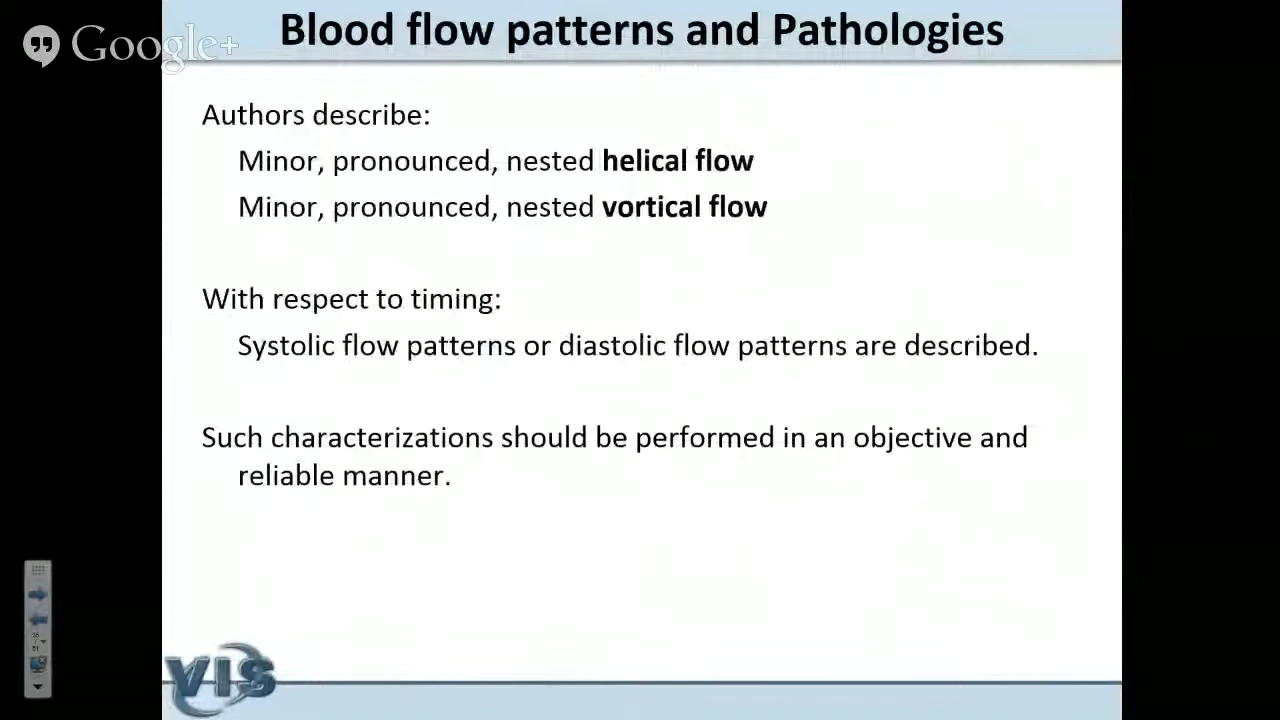 Google+
Blood flow patterns and Pathologies
Authors describe:
Minor, pronounced, nested helical flow
Minor, pronounced, nested vortical flow
With respect to timing:
Systolic flow patterns or diastolic flow patterns are described.
Such characterizations should be performed in an objective and
reliable manner.
VIS